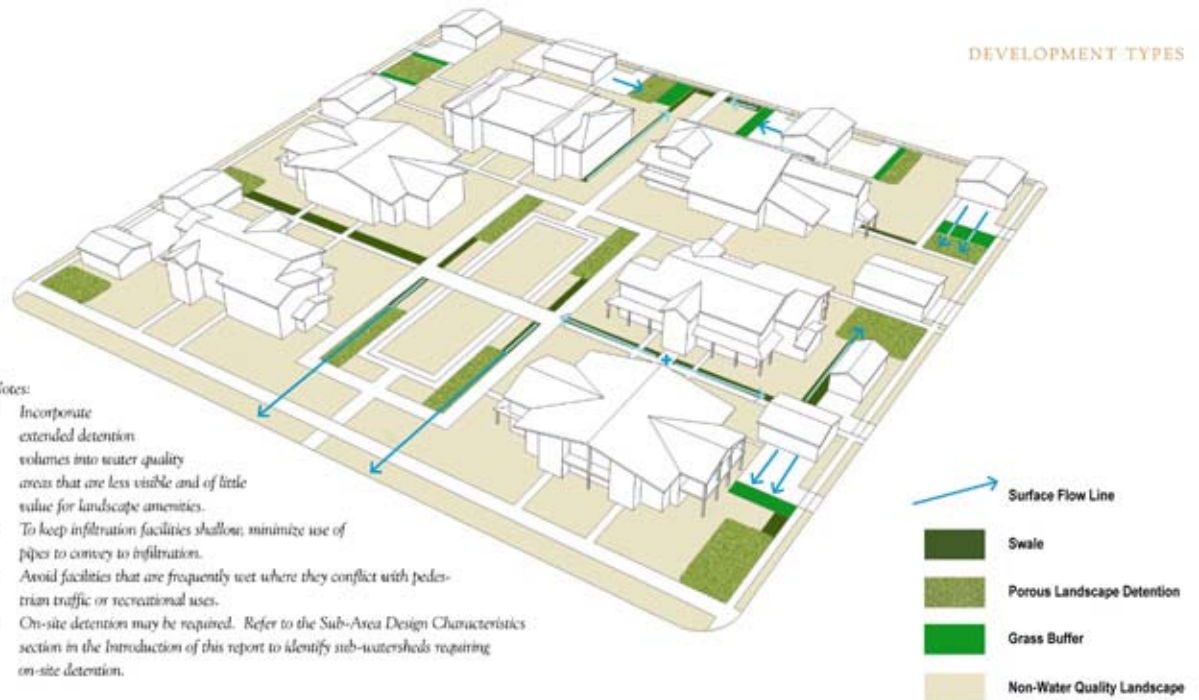 DEVELOPMENT TYPES
Notes:
Incorporate
extended detention
volumes into water quality
areas that are less visible and of little
value for landscape amenities.
To keep infiltration facilities shallow, minimize use of
pipes to convey to infiltration.
Avoid facilities that are frequently wet where they conflict with pedes-
trian traffic or recreational uses.
On-site detention may be required. Refer to the Sub-Area Design Characteristics
section in the Introduction of this report to identify sub-watersheds requiring
on-site detention.
Surface Flow Line
Swale
Porous Landscape Detention
Grass Buffer
Non-Water Quality Landscape